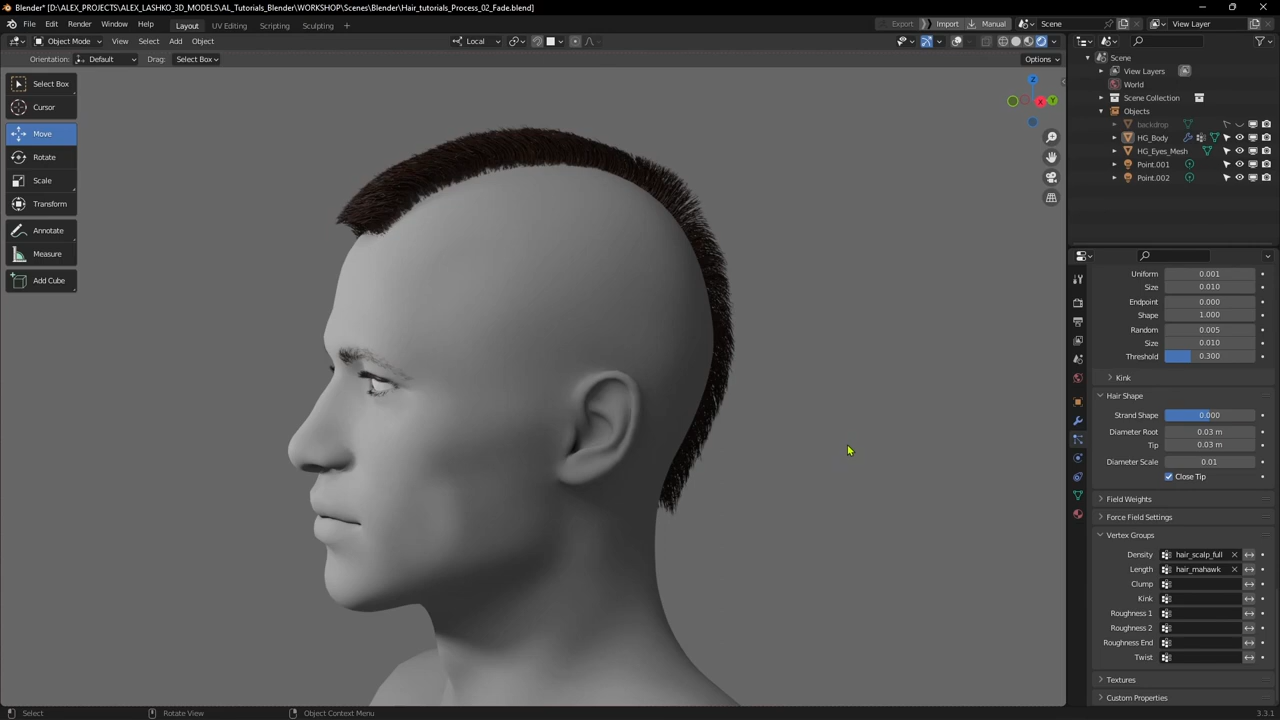 Blender* [D:\ALEX_PROJECTS\ALEX_LASHKO_3D_MODELS\AL_Tutorials_Blender\WORKSHOP\Scenes\Blender\Hair_tutorials_Process_02_Fade.blend]
File Edit Render Window Help Layout UV Editing Texturing Scripting Sculpting + Export Import Manual Scene View Layer
Object Mode View Select Add Object Local
Orientation: Default Drag: Select Box Options
Select Box
Cursor
Move
Rotate
Scale
Transform
Annotate
Measure
Add Cube
Z
X
Y
Scene
View Layers
World
Scene Collection
Objects
backdrop
HG_Body
HG_Eyes_Mesh
Point.001
Point.002
Uniform 0.001
Size 0.010
Endpoint 0.000
Shape 1.000
Random 0.005
Size 0.010
Threshold 0.300
Kink
Hair Shape
Strand Shape 0.000
Diameter Root 0.03 m
Tip 0.03 m
Diameter Scale 0.01
Close Tip
Field Weights
Force Field Settings
Vertex Groups
Density hair_scalp_full
Length hair_mahawk
Clump
Kink
Roughness 1
Roughness 2
Roughness End
Twist
Textures
Custom Properties
Select Rotate View Object Context Menu 3.3.1